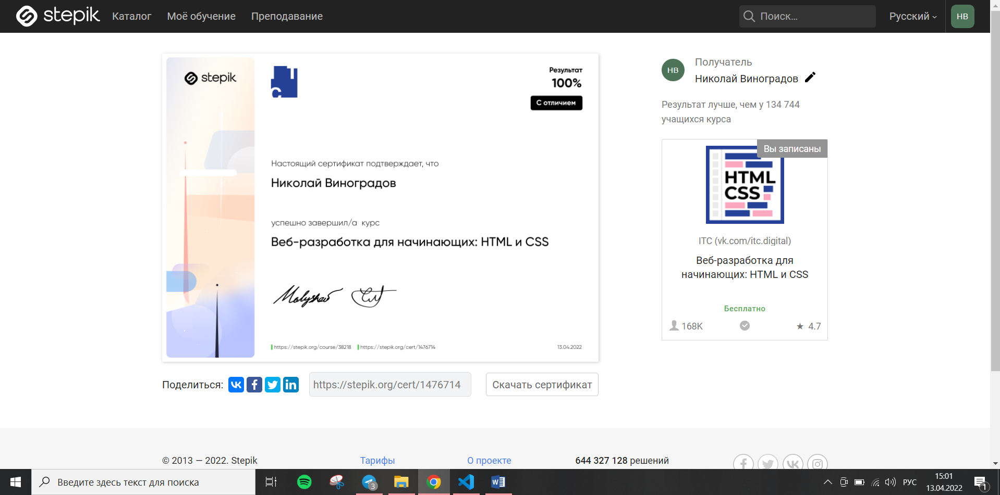 stepik Каталог Моё обучение Преподавание Поиск... Русский НВ
stepik
С
Результат
100%
С отличием
Настоящий сертификат подтверждает, что
Николай Виноградов
успешно завершил/а курс
Веб-разработка для начинающих: HTML и CSS
https://stepik.org/course/38218 https://stepik.org/cert/1476714 13.04.2022
НВ
Получатель
Николай Виноградов
Результат лучше, чем у 134 744
учащихся курса
Вы записаны
HTML
CSS
ITC (vk.com/itc.digital)
Веб-разработка для
начинающих: HTML и CSS
Бесплатно
168K 4.7
Поделиться: https://stepik.org/cert/1476714 Скачать сертификат
© 2013 — 2022. Stepik Тарифы О проекте 644 327 128 решений
Введите здесь текст для поиска
3
РУС
15:01
13.04.2022
1